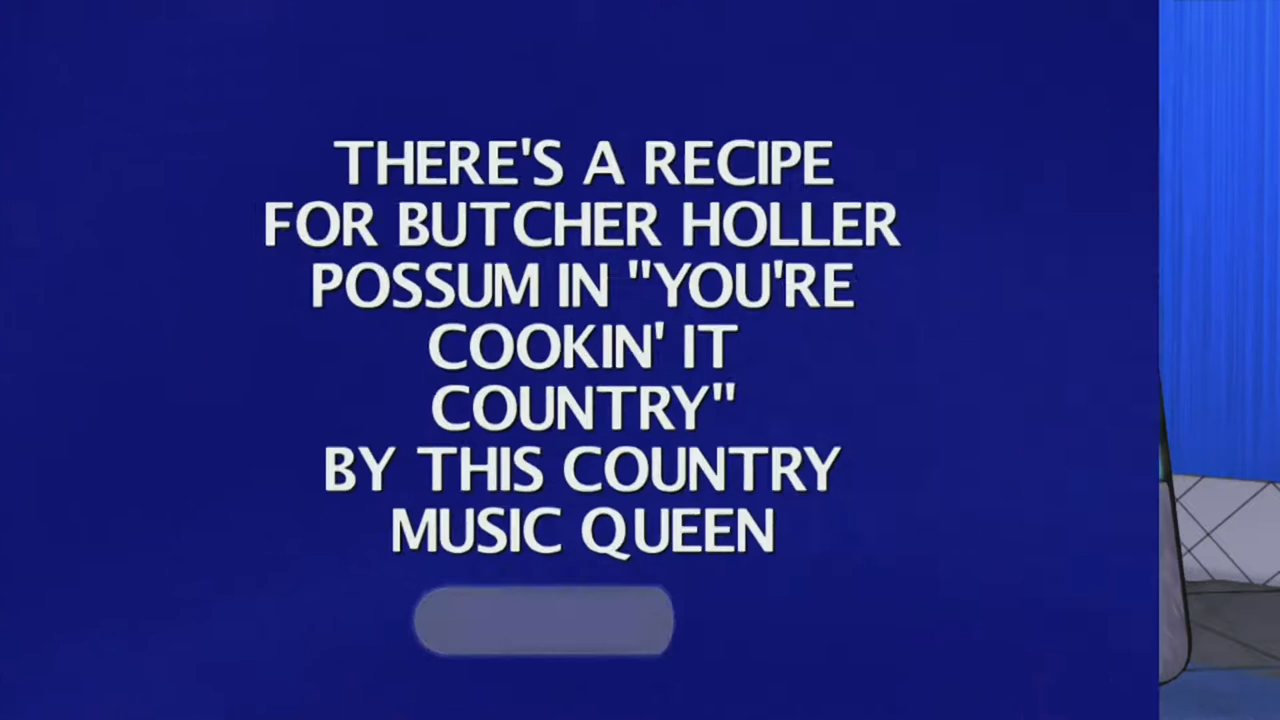 THERE'S A RECIPE
FOR BUTCHER HOLLER
POSSUM IN "YOU'RE
COOKIN' IT
COUNTRY"
BY THIS COUNTRY
MUSIC QUEEN